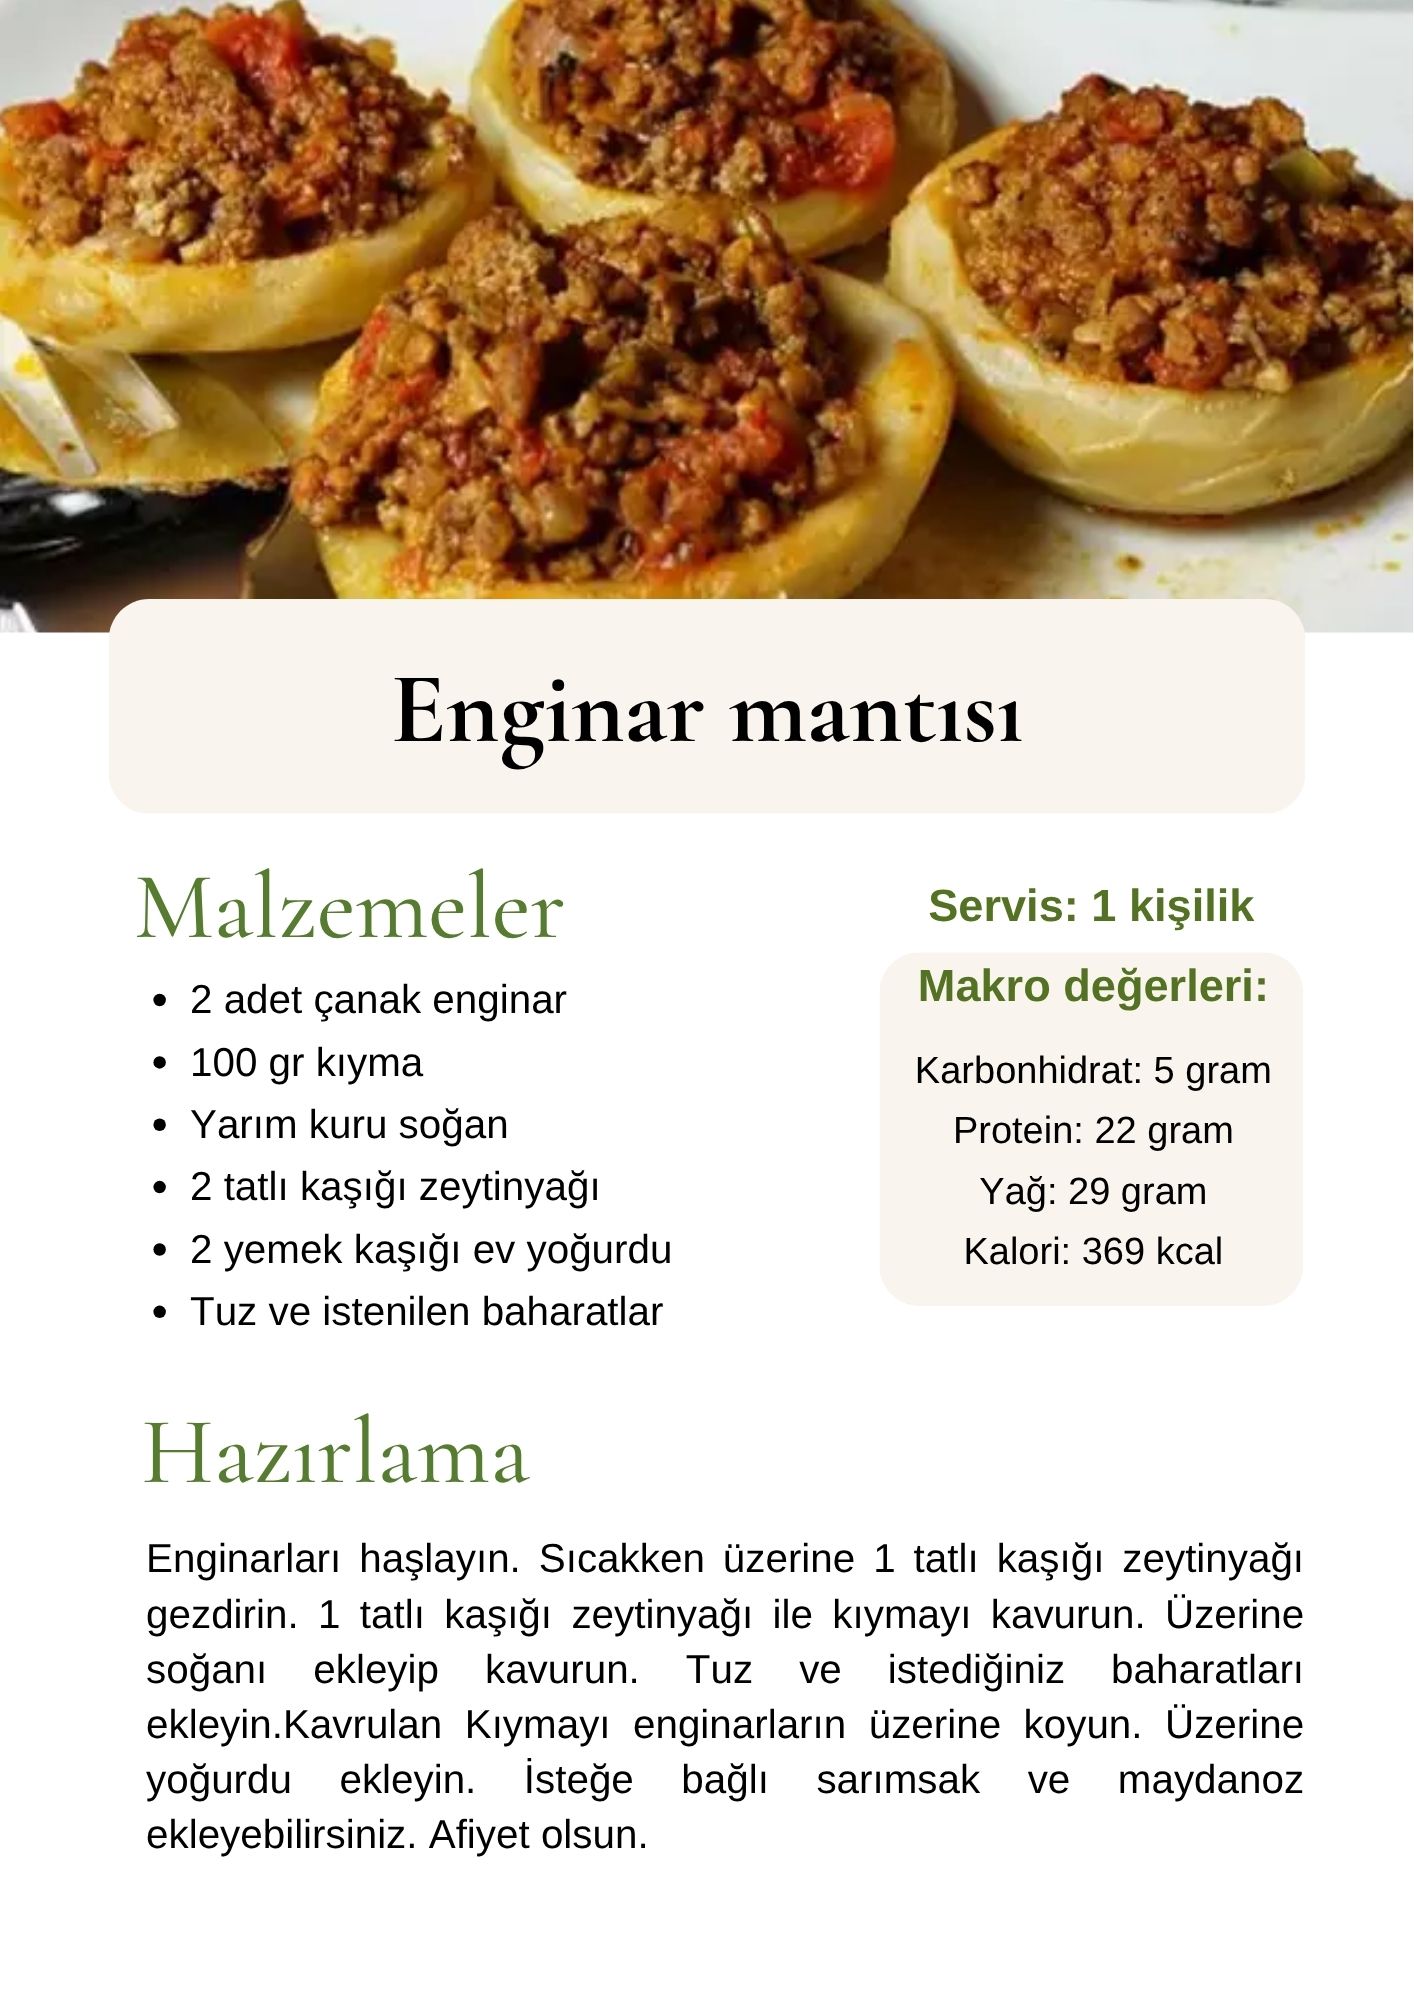 Enginar mantısı
Malzemeler
• 2 adet çanak enginar
• 100 gr kıyma
• Yarım kuru soğan
• 2 tatlı kaşığı zeytinyağı
• 2 yemek kaşığı ev yoğurdu
• Tuz ve istenilen baharatlar
Servis: 1 kişilik
Makro değerleri:
Karbonhidrat: 5 gram
Protein: 22 gram
Yağ: 29 gram
Kalori: 369 kcal
Hazırlama
Enginarları haşlayın. Sıcakken üzerine 1 tatlı kaşığı zeytinyağı
gezdirin. 1 tatlı kaşığı zeytinyağı ile kıymayı kavurun. Üzerine
soğanı ekleyip kavurun. Tuz ve istediğiniz baharatları
ekleyin.Kavrulan Kıymayı enginarların üzerine koyun. Üzerine
yoğurdu ekleyin. İsteğe bağlı sarımsak ve maydanoz
ekleyebilirsiniz. Afiyet olsun.